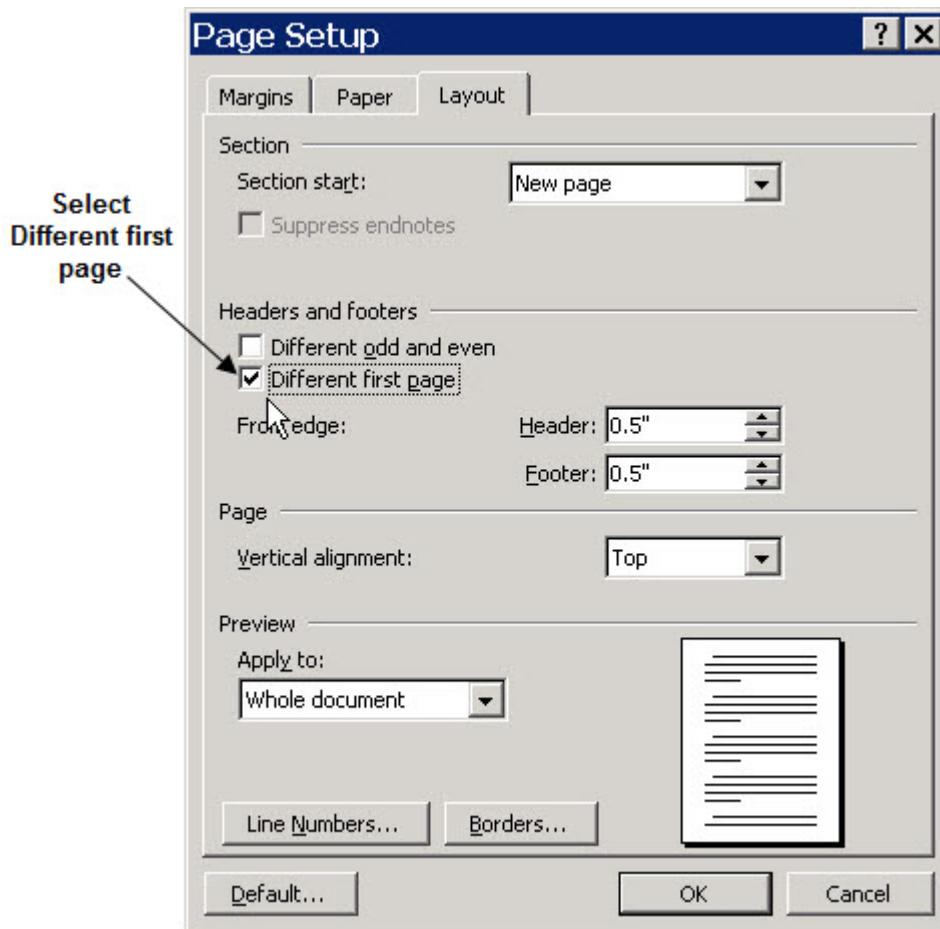 Page Setup
Margins Paper Layout
Section
Section start: New page
Suppress endnotes
Select
Different first
page
Headers and footers
Different odd and even
Different first page
From edge: Header: 0.5"
Footer: 0.5"
Page
Vertical alignment: Top
Preview
Apply to:
Whole document
Line Numbers... Borders...
Default... OK Cancel